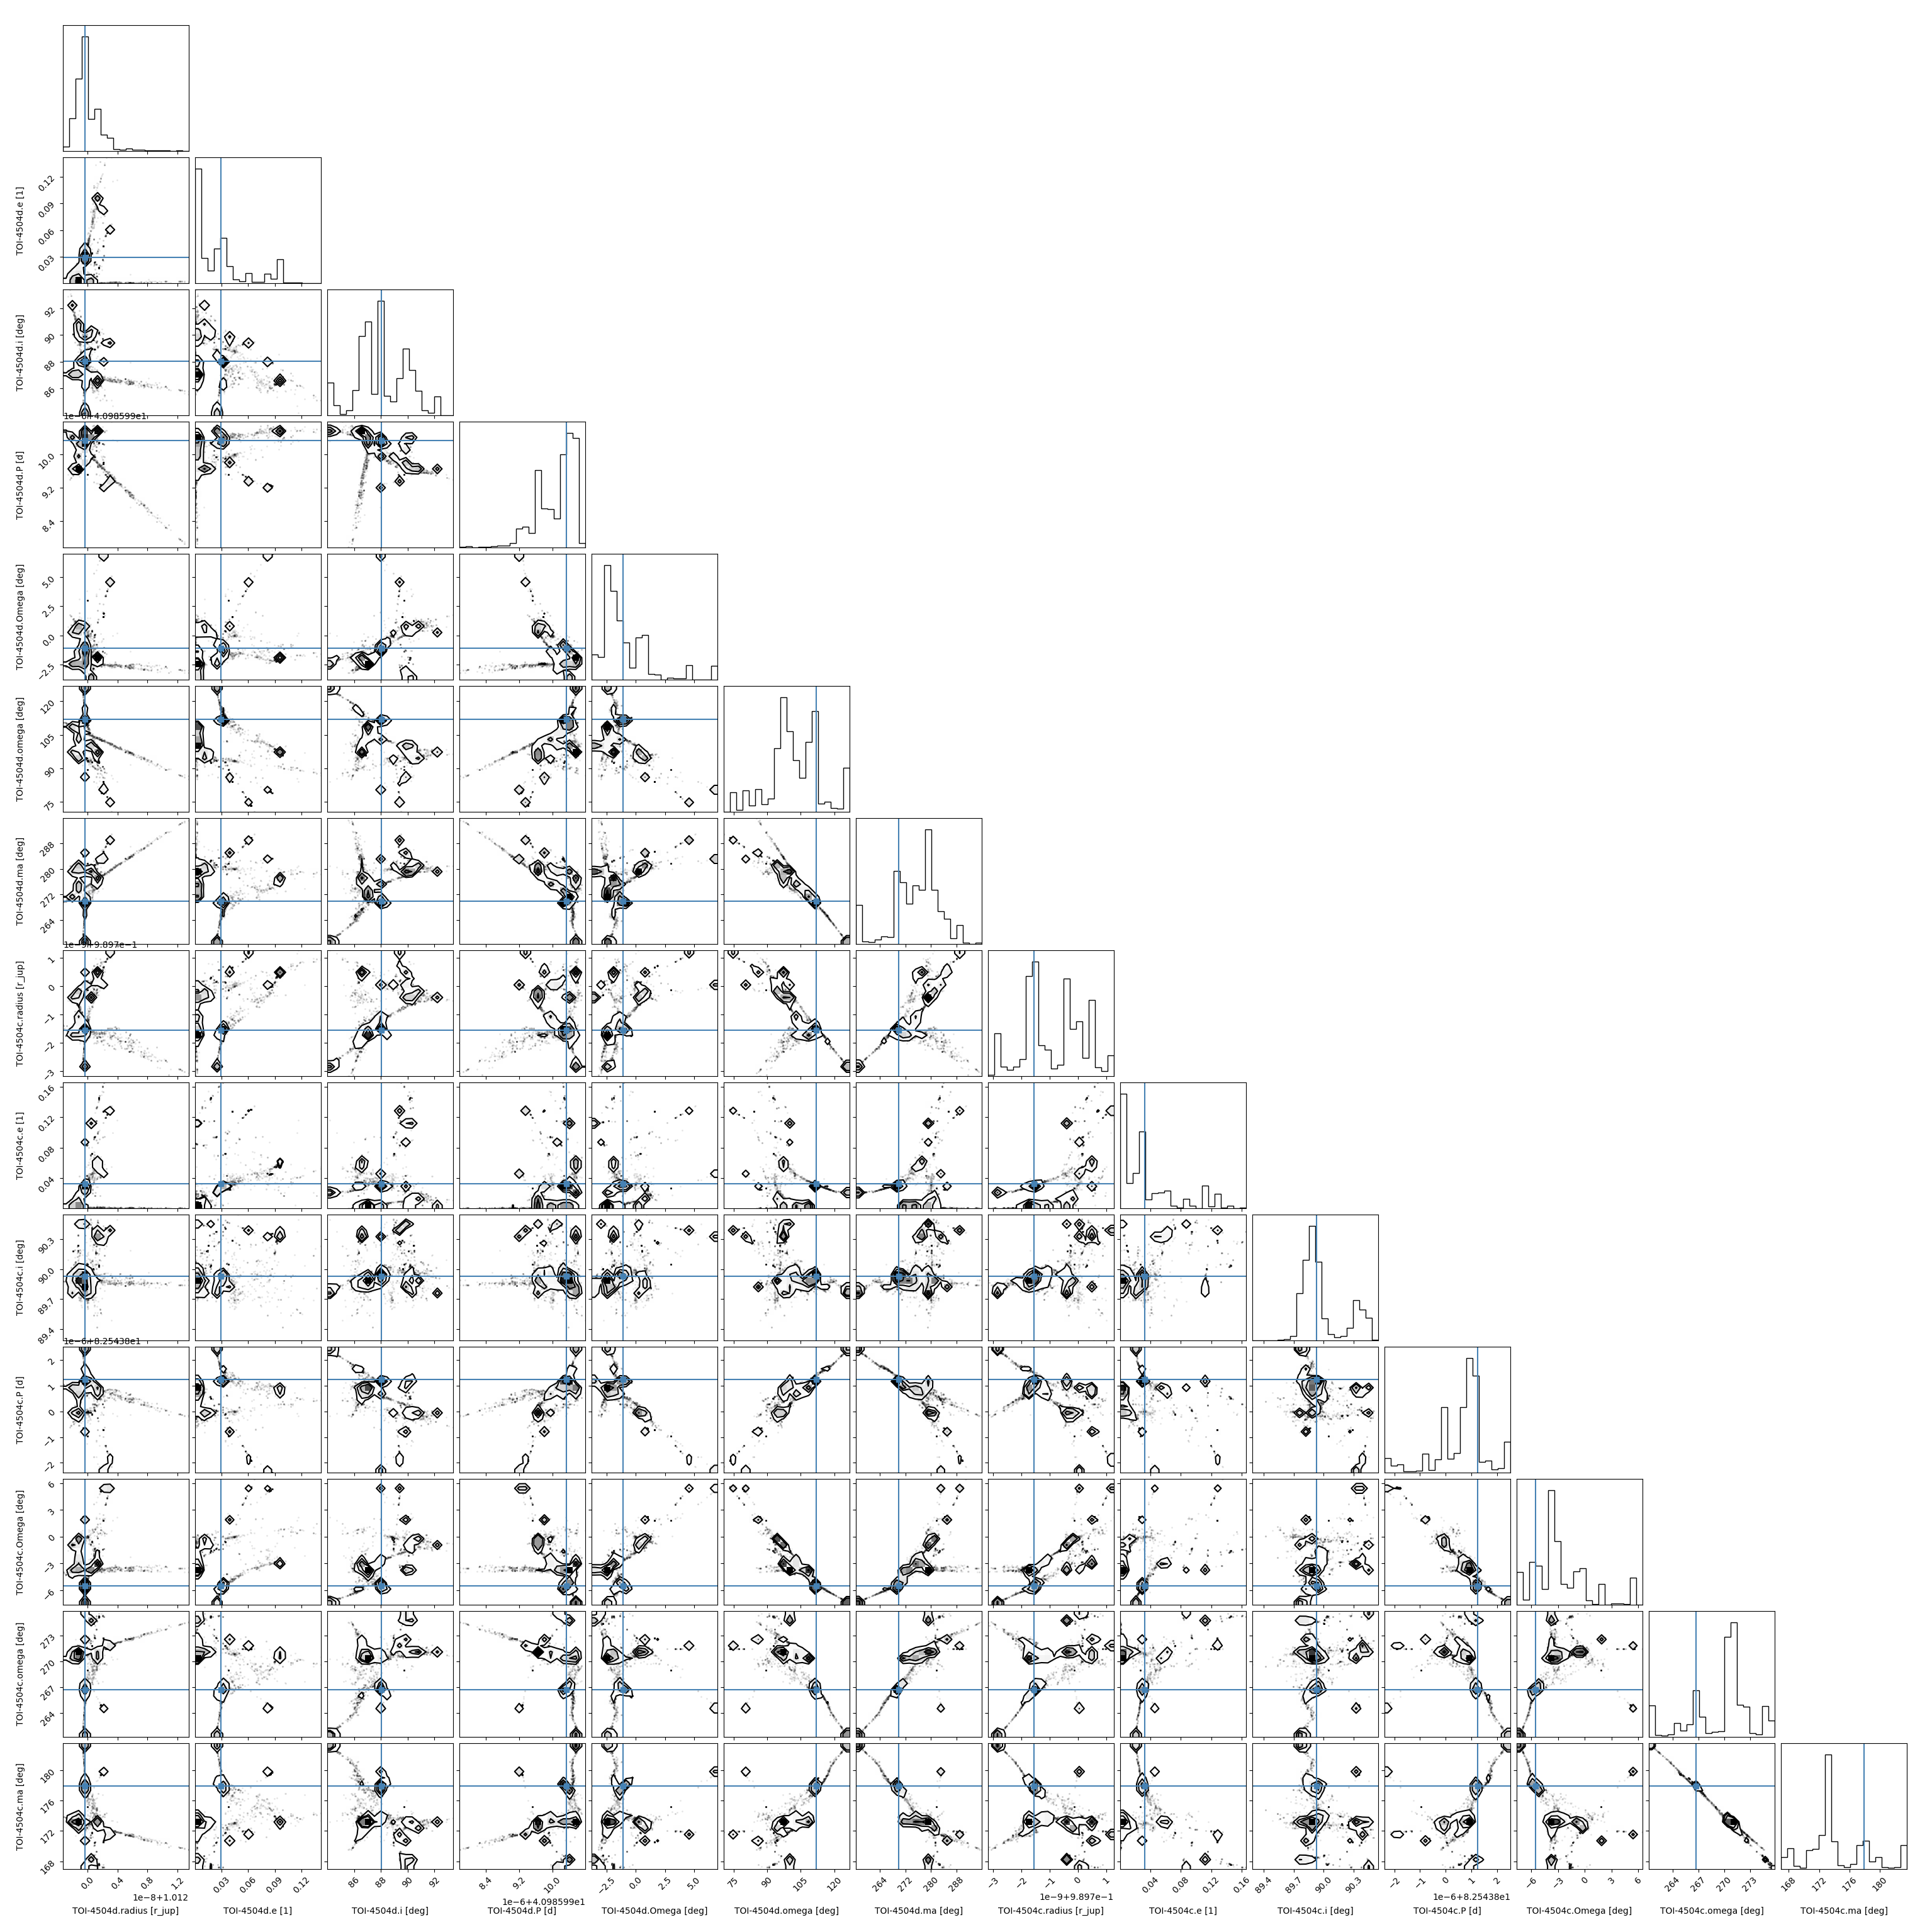 TOI-4504d.e [1]
0.12
0.09
0.06
0.03
TOI-4504d.i [deg]
92
90
88
86
1e−6+4.098599e1
TOI-4504d.P [d]
10.0
9.2
8.4
TOI-4504d.Omega [deg]
5.0
2.5
0.0
−2.5
TOI-4504d.omega [deg]
120
105
90
75
TOI-4504d.ma [deg]
288
280
272
264
1e−9+9.897e−1
TOI-4504c.radius [r_jup]
1
0
−1
−2
−3
TOI-4504c.e [1]
0.16
0.12
0.08
0.04
TOI-4504c.i [deg]
90.3
90.0
89.7
89.4
1e−6+8.25438e1
TOI-4504c.P [d]
2
1
0
−1
−2
TOI-4504c.Omega [deg]
6
3
0
−3
−6
TOI-4504c.omega [deg]
273
270
267
264
TOI-4504c.ma [deg]
180
176
172
168
0.0 0.4 0.8 1.2 0.03 0.06 0.09 0.12 86 88 90 92 8.4 9.2 10.0 −2.5 0.0 2.5 5.0 75 90 105 120 264 272 280 288 −3 −2 −1 0 1 0.04 0.08 0.12 0.16 89.4 89.7 90.0 90.3 −2 −1 0 1 2 −6 −3 0 3 6 264 267 270 273 168 172 176 180
1e−8+1.012 1e−6+4.098599e1 1e−9+9.897e−1 1e−6+8.25438e1
TOI-4504d.radius [r_jup] TOI-4504d.e [1] TOI-4504d.i [deg] TOI-4504d.P [d] TOI-4504d.Omega [deg] TOI-4504d.omega [deg] TOI-4504d.ma [deg] TOI-4504c.radius [r_jup] TOI-4504c.e [1] TOI-4504c.i [deg] TOI-4504c.P [d] TOI-4504c.Omega [deg] TOI-4504c.omega [deg] TOI-4504c.ma [deg]